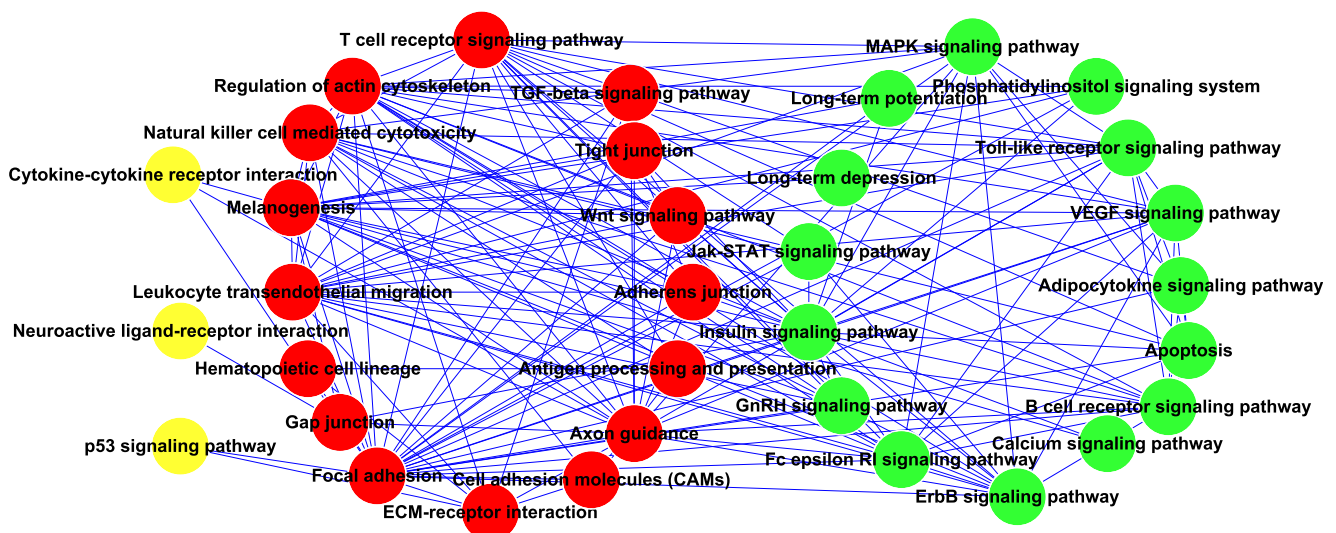 T cell receptor signaling pathway
MAPK signaling pathway
Regulation of actin cytoskeleton
TGF-beta signaling pathway
Long-term potentiation
Phosphatidylinositol signaling system
Natural killer cell mediated cytotoxicity
Tight junction
Toll-like receptor signaling pathway
Cytokine-cytokine receptor interaction
Long-term depression
Melanogenesis
Wnt signaling pathway
VEGF signaling pathway
Jak-STAT signaling pathway
Leukocyte transendothelial migration
Adherens junction
Adipocytokine signaling pathway
Neuroactive ligand-receptor interaction
Insulin signaling pathway
Apoptosis
Hematopoietic cell lineage
Antigen processing and presentation
GnRH signaling pathway
B cell receptor signaling pathway
Gap junction
Axon guidance
p53 signaling pathway
Calcium signaling pathway
Fc epsilon RI signaling pathway
Focal adhesion
Cell adhesion molecules (CAMs)
ErbB signaling pathway
ECM-receptor interaction